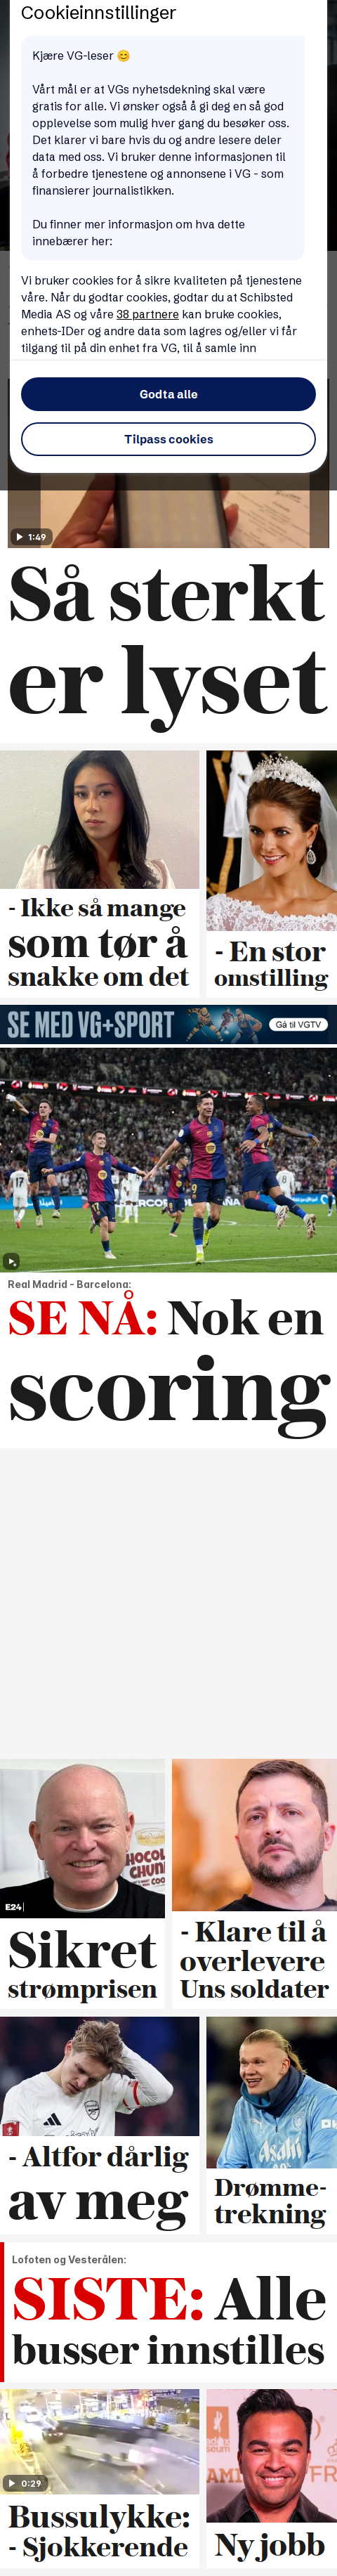 Cookieinnstillinger
Kjære VG-leser 😊
Vårt mål er at VGs nyhetsdekning skal være
gratis for alle. Vi ønsker også å gi deg en så god
opplevelse som mulig hver gang du besøker oss.
Det klarer vi bare hvis du og andre lesere deler
data med oss. Vi bruker denne informasjonen til
å forbedre tjenestene og annonsene i VG - som
finansierer journalistikken.
Du finner mer informasjon om hva dette
innebærer her:
Vi bruker cookies for å sikre kvaliteten på tjenestene
våre. Når du godtar cookies, godtar du at Schibsted
Media AS og våre 38 partnere kan bruke cookies,
enhets-IDer og andre data som lagres og/eller vi får
tilgang til på din enhet fra VG, til å samle inn
Godta alle
Tilpass cookies
1:49
Så sterkt
er lyset
- Ikke så mange
som tør å
snakke om det
- En stor
omstilling
SE MED VG+SPORT
Gå til VGTV
Real Madrid - Barcelona:
SE NÅ: Nok en
scoring
E24
Sikret
strømprisen
- Klare til å
overlevere
Uns soldater
- Altfor dårlig
av meg
Drømme-
trekning
Lofoten og Vesterålen:
SISTE: Alle
busser innstilles
0:29
Bussulykke:
- Sjokkerende
Ny jobb